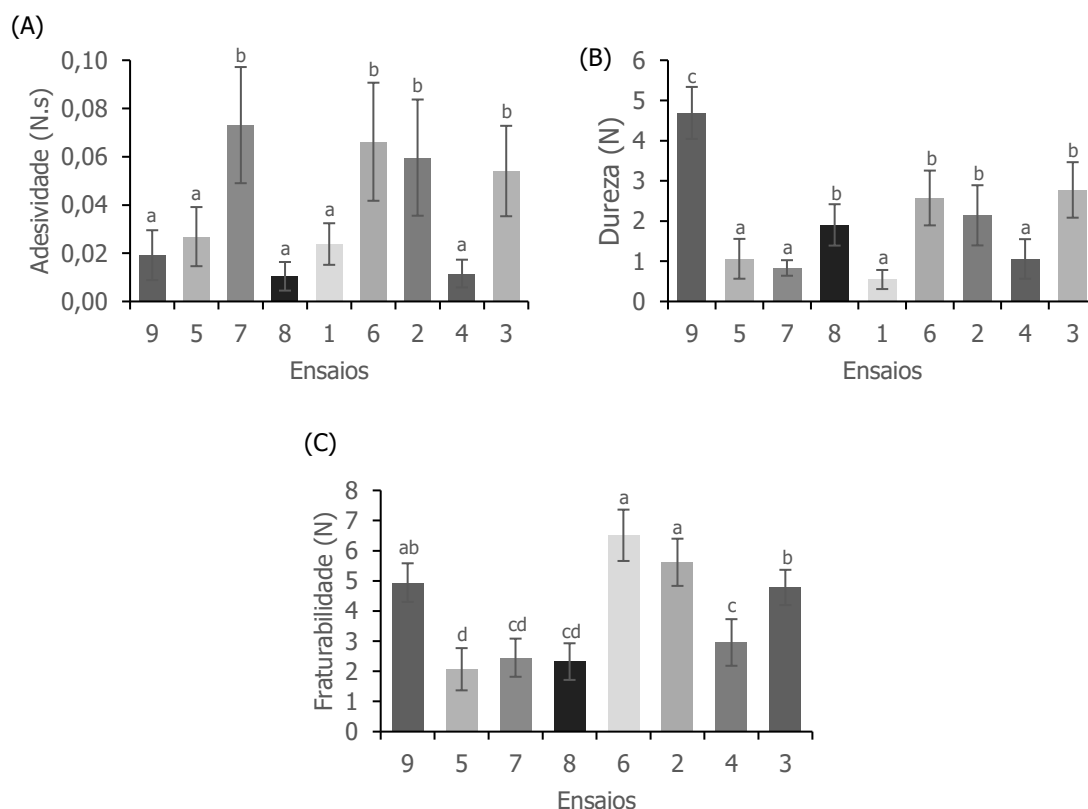 (A)
Adesividade (N.s)
0,10
0,08
0,06
0,04
0,02
0,00
a a b a a b b a b
9 5 7 8 1 6 2 4 3
Ensaios
(B)
Dureza (N)
6
5
4
3
2
1
0
c a a b a b b a b
9 5 7 8 1 6 2 4 3
Ensaios
(C)
Fraturabilidade (N)
8
7
6
5
4
3
2
1
0
ab d cd cd a a c b
9 5 7 8 6 2 4 3
Ensaios